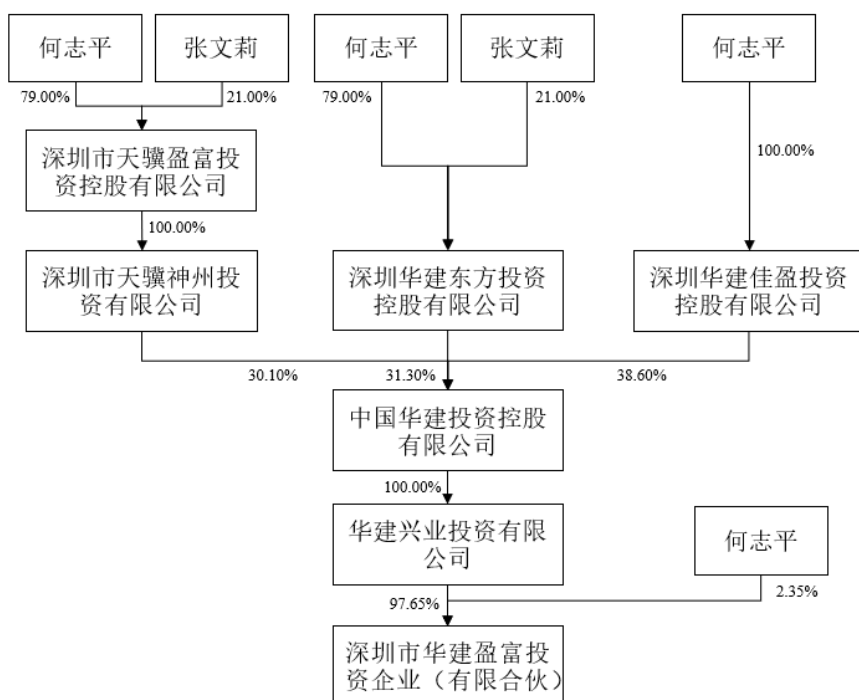 何志平
张文莉
何志平
张文莉
何志平
79.00%
21.00%
79.00%
21.00%
100.00%
深圳市天骥盈富投
资控股有限公司
100.00%
深圳市天骥神州投
资有限公司
深圳华建东方投资
控股有限公司
深圳华建佳盈投资
控股有限公司
30.10%
31.30%
38.60%
中国华建投资控股
有限公司
100.00%
华建兴业投资有限
公司
何志平
97.65%
2.35%
深圳市华建盈富投
资企业（有限合伙）